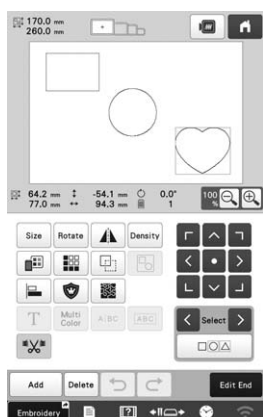 170.0 mm
260.0 mm
64.2 mm -54.1 mm 0.0° 100 %
77.0 mm 94.3 mm 1
Size Rotate Density
T Multi Color A|BC ABC
Select
Add Delete Edit End
Embroidery